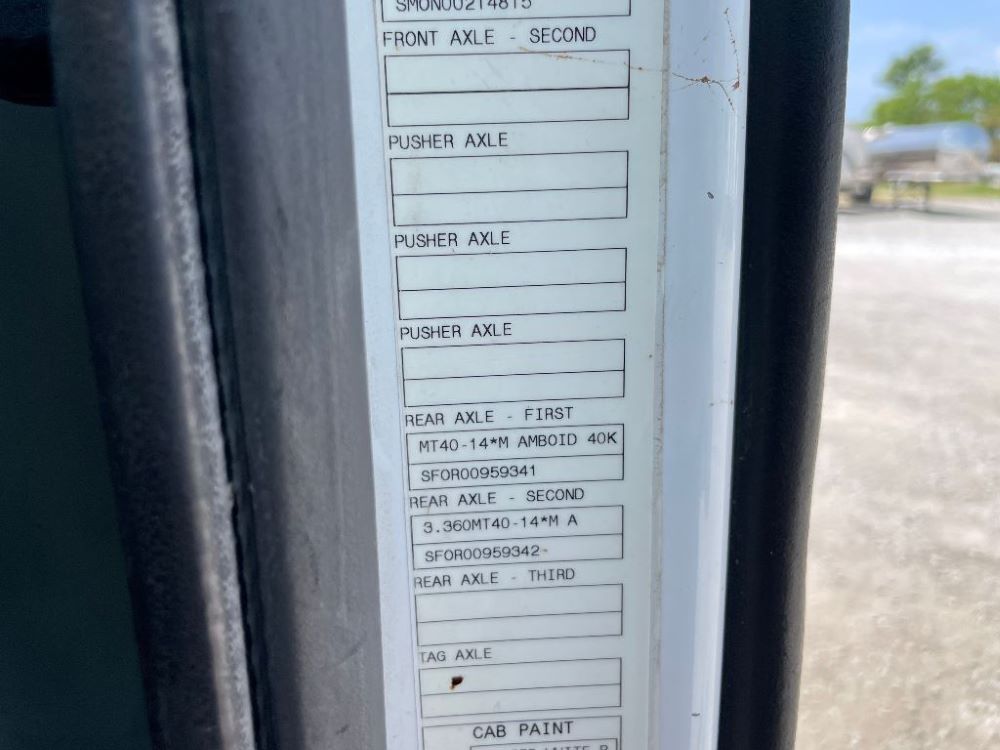 SMON00214815
FRONT AXLE - SECOND
PUSHER AXLE
PUSHER AXLE
PUSHER AXLE
REAR AXLE - FIRST
MT40-14*M AMBOID 40K
SFOR00959341
REAR AXLE - SECOND
3.360MT40-14*M A
SFOR00959342
REAR AXLE - THIRD
TAG AXLE
CAB PAINT